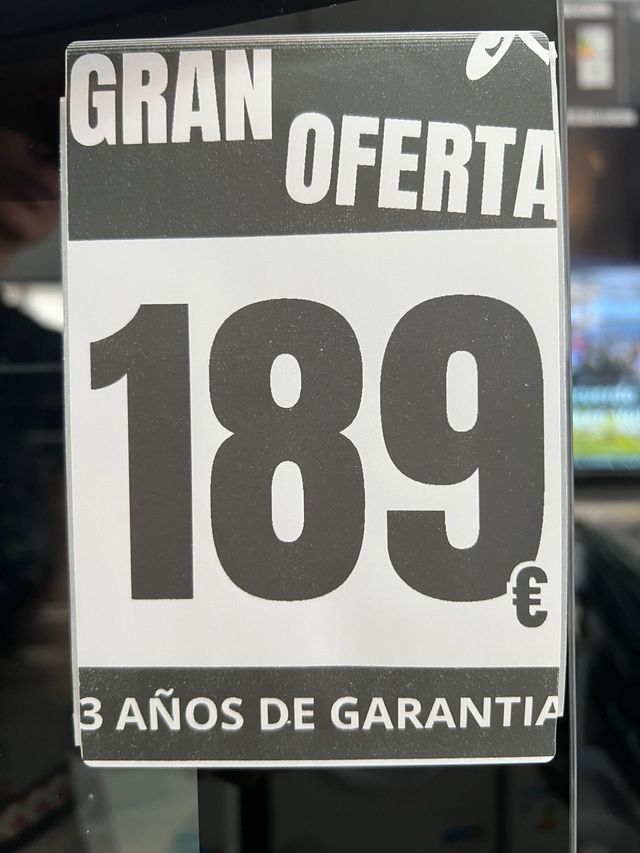 GRAN
OFERTA
189
€
3 AÑOS DE GARANTIA